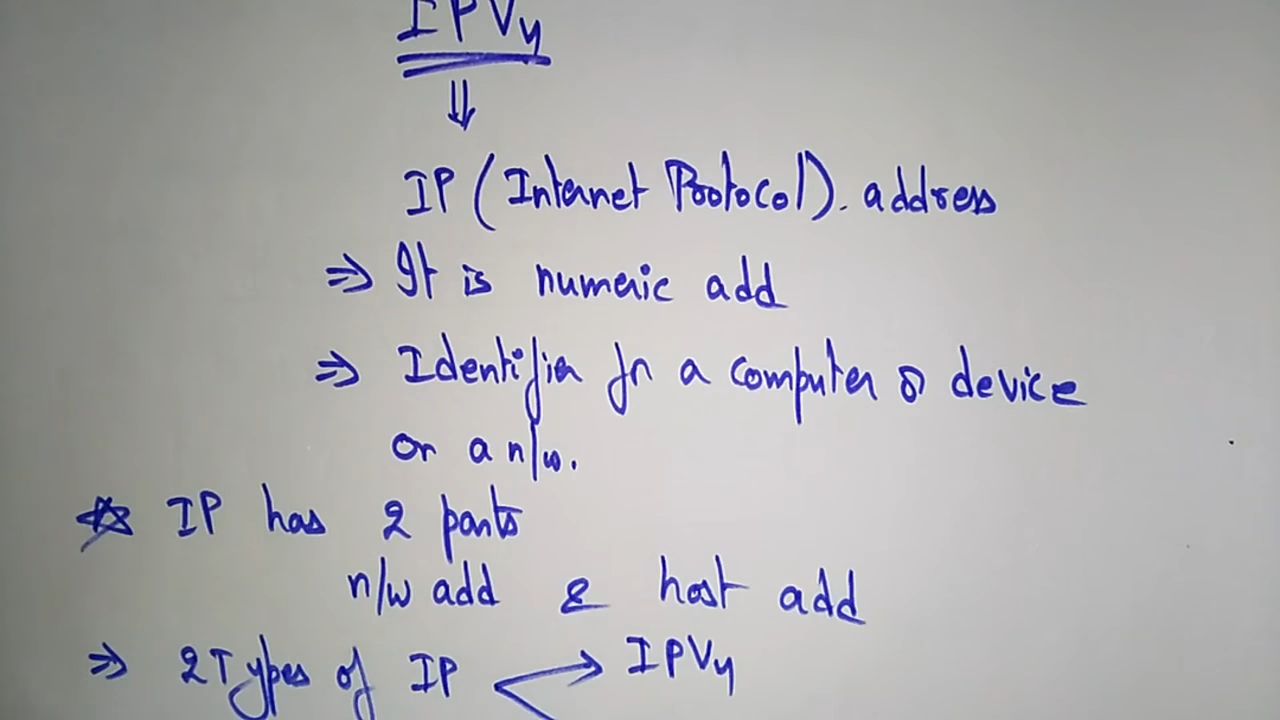 IPV4
⇓
IP (Internet Protocol). address
⇒ It is numeric add
⇒ Identifier for a computer or device
on a n/w.
☆ IP has 2 parts
n/w add & host add
⇒ 2 Types of IP → IPV4